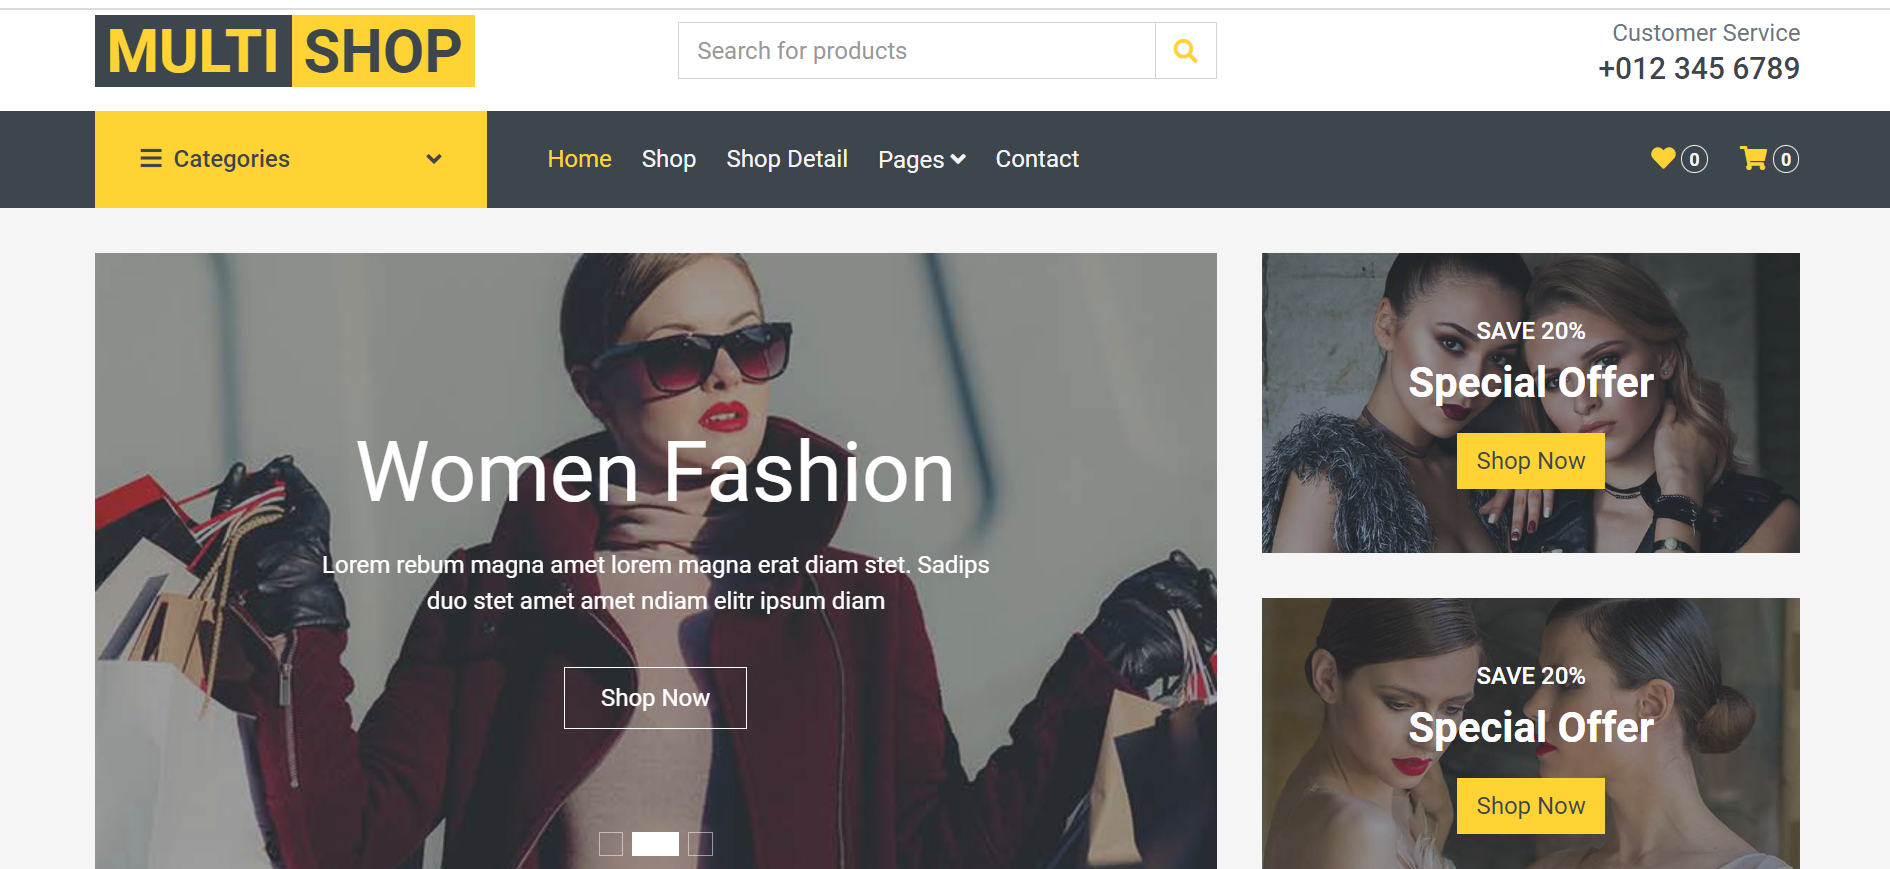 MULTI SHOP
Search for products
Customer Service
+012 345 6789
Categories
Home Shop Shop Detail Pages Contact
0 0
Women Fashion
Lorem rebum magna amet lorem magna erat diam stet. Sadips
duo stet amet amet ndiam elitr ipsum diam
Shop Now
SAVE 20%
Special Offer
Shop Now
SAVE 20%
Special Offer
Shop Now